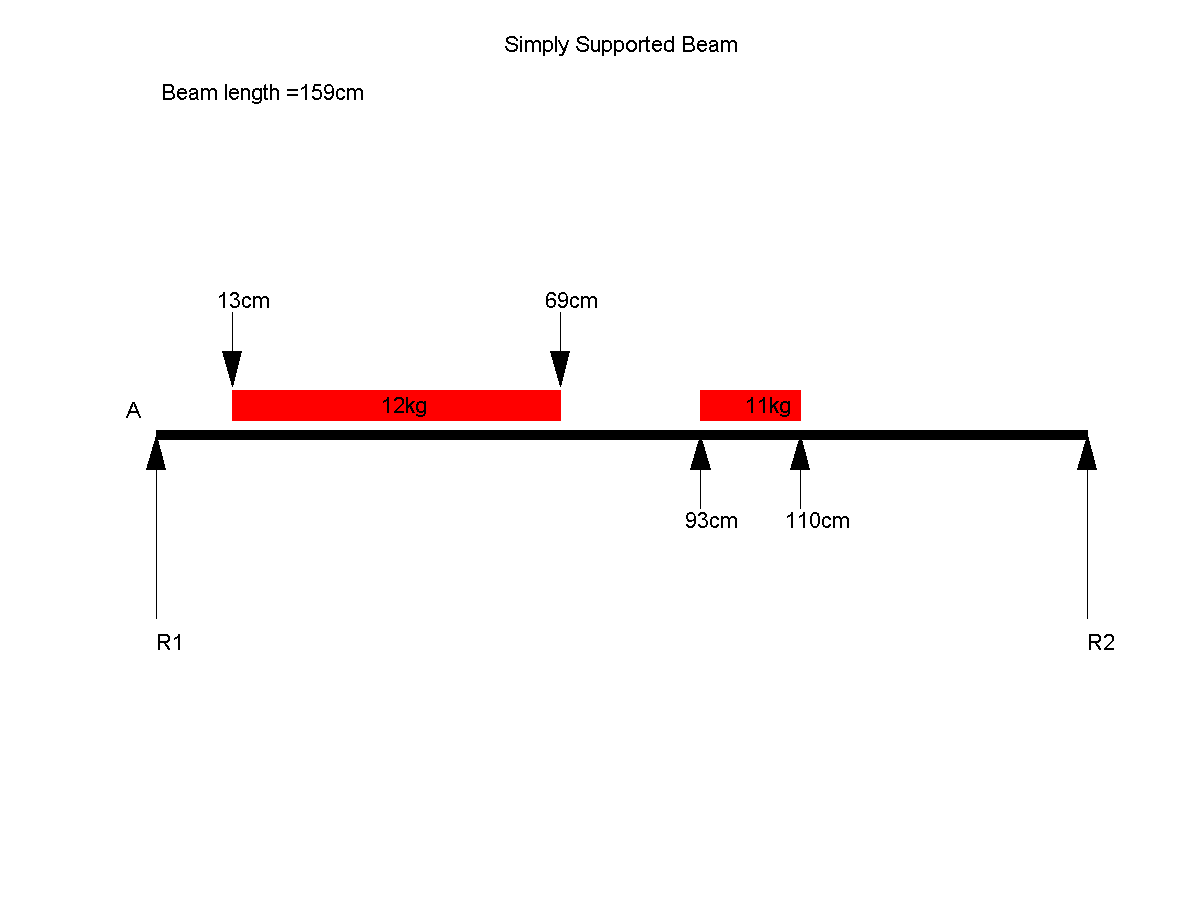 Simply Supported Beam
Beam length =159cm
13cm
69cm
12kg
11kg
A
93cm
110cm
R1
R2